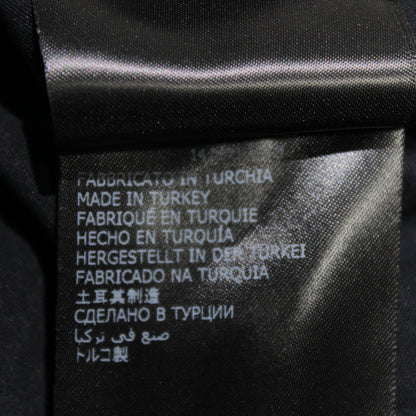 FABBRICATO IN TURCHIA
MADE IN TURKEY
FABRIQUÉ EN TURQUIE
HECHO EN TURQUÍA
HERGESTELLT IN DER TÜRKEI
FABRICADO NA TURQUIA
土耳其制造
СДЕЛАНО В ТУРЦИИ
صنع في تركيا
トルコ製